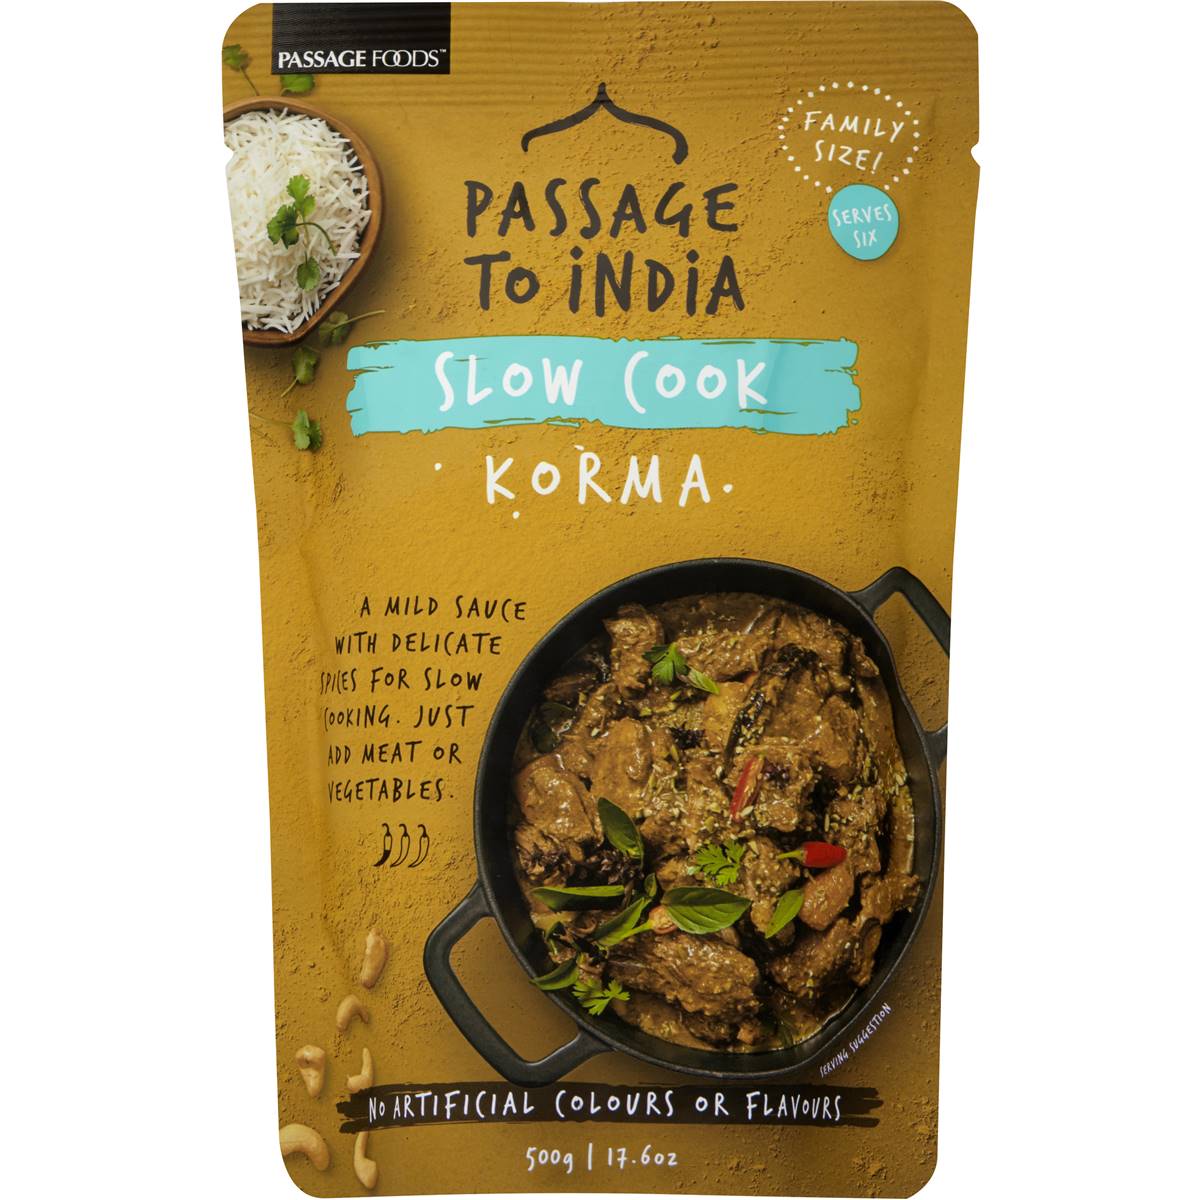 PASSAGE FOODS™
FAMILY
SIZE!
SERVES
SIX
PASSAGE
TO INDIA
SLOW COOK
KORMA.
A MILD SAUCE
WITH DELICATE
SPICES FOR SLOW
COOKING. JUST
ADD MEAT OR
VEGETABLES.
SERVING SUGGESTION
NO ARTIFICIAL COLOURS OR FLAVOURS
500g | 17.6oz